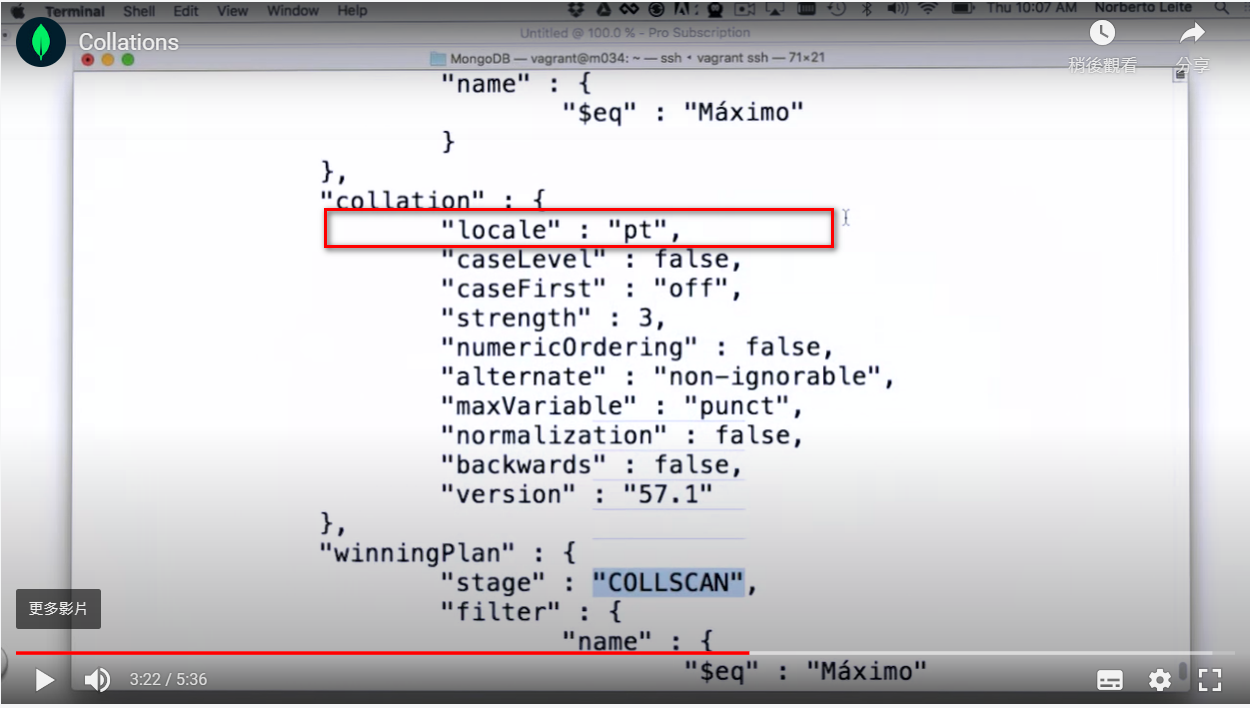 Terminal Shell Edit View Window Help Thu 10:07 AM Norberto Leite
Untitled @ 100.0 % - Pro Subscription
Collations
稍後觀看
分享
MongoDB — vagrant@m034: ~ — ssh • vagrant ssh — 71×21
"name" : {
"$eq" : "Máximo"
}
},
"collation" : {
"locale" : "pt",
"caseLevel" : false,
"caseFirst" : "off",
"strength" : 3,
"numericOrdering" : false,
"alternate" : "non-ignorable",
"maxVariable" : "punct",
"normalization" : false,
"backwards" : false,
"version" : "57.1"
},
"winningPlan" : {
"stage" : "COLLSCAN",
"filter" : {
"name" : {
"$eq" : "Máximo"
更多影片
3:22 / 5:36